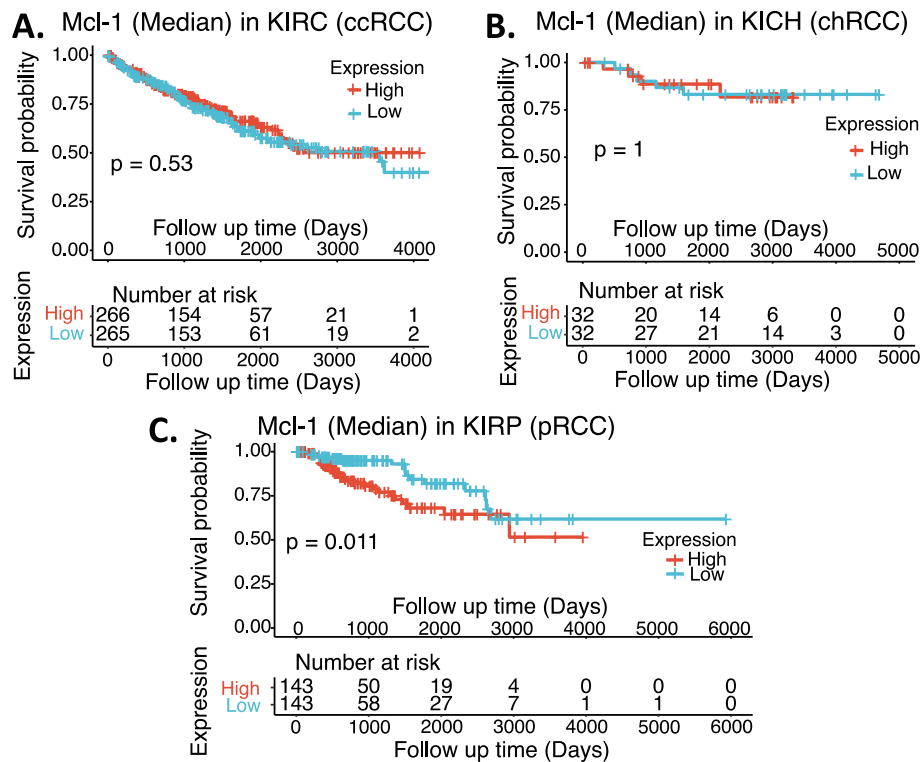 A. Mcl-1 (Median) in KIRC (ccRCC)
Survival probability
1.00
0.75
0.50
0.25
0.00
Expression
High
Low
p = 0.53
Follow up time (Days)
0 1000 2000 3000 4000
Number at risk
Expression
High 266 154 57 21 1
Low 265 153 61 19 2
0 1000 2000 3000 4000
Follow up time (Days)
B. Mcl-1 (Median) in KICH (chRCC)
Survival probability
1.00
0.75
0.50
0.25
0.00
Expression
High
Low
p = 1
Follow up time (Days)
0 1000 2000 3000 4000 5000
Number at risk
Expression
High 32 20 14 6 0 0
Low 32 27 21 14 3 0
0 1000 2000 3000 4000 5000
Follow up time (Days)
C. Mcl-1 (Median) in KIRP (pRCC)
Survival probability
1.00
0.75
0.50
0.25
0.00
p = 0.011
Expression
High
Low
Follow up time (Days)
0 1000 2000 3000 4000 5000 6000
Number at risk
Expression
High 143 50 19 4 0 0 0
Low 143 58 27 7 1 1 0
0 1000 2000 3000 4000 5000 6000
Follow up time (Days)